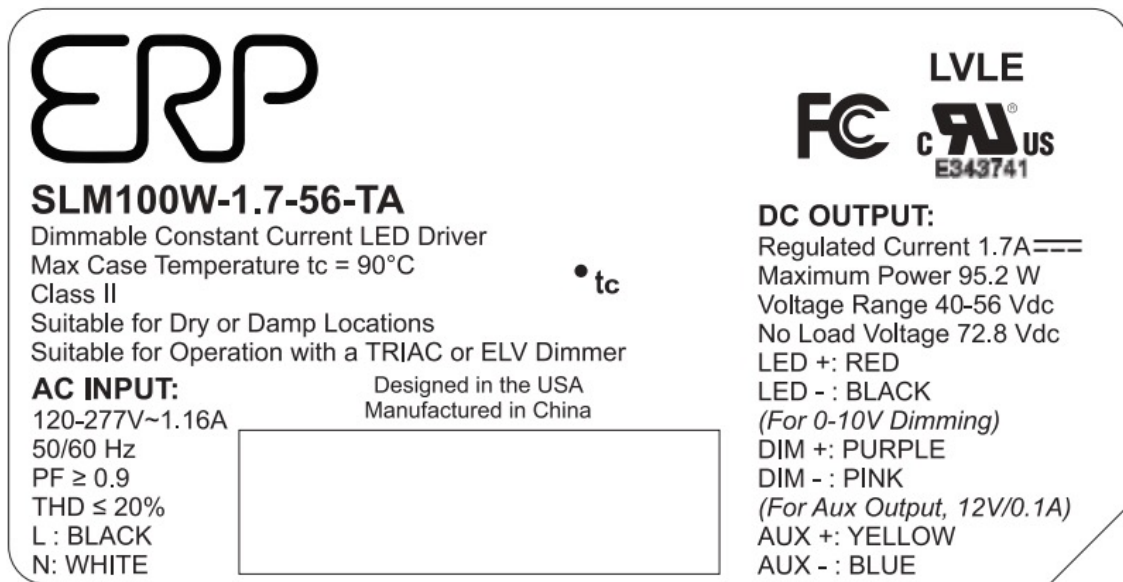 ERP
SLM100W-1.7-56-TA
Dimmable Constant Current LED Driver
Max Case Temperature tc = 90°C
Class II
Suitable for Dry or Damp Locations
Suitable for Operation with a TRIAC or ELV Dimmer
tc
AC INPUT:
120-277V~1.16A
50/60 Hz
PF ≥ 0.9
THD ≤ 20%
L : BLACK
N: WHITE
Designed in the USA
Manufactured in China
LVLE
FC
C RU® US
E343741
DC OUTPUT:
Regulated Current 1.7A⎓
Maximum Power 95.2 W
Voltage Range 40-56 Vdc
No Load Voltage 72.8 Vdc
LED +: RED
LED - : BLACK
(For 0-10V Dimming)
DIM +: PURPLE
DIM - : PINK
(For Aux Output, 12V/0.1A)
AUX +: YELLOW
AUX - : BLUE